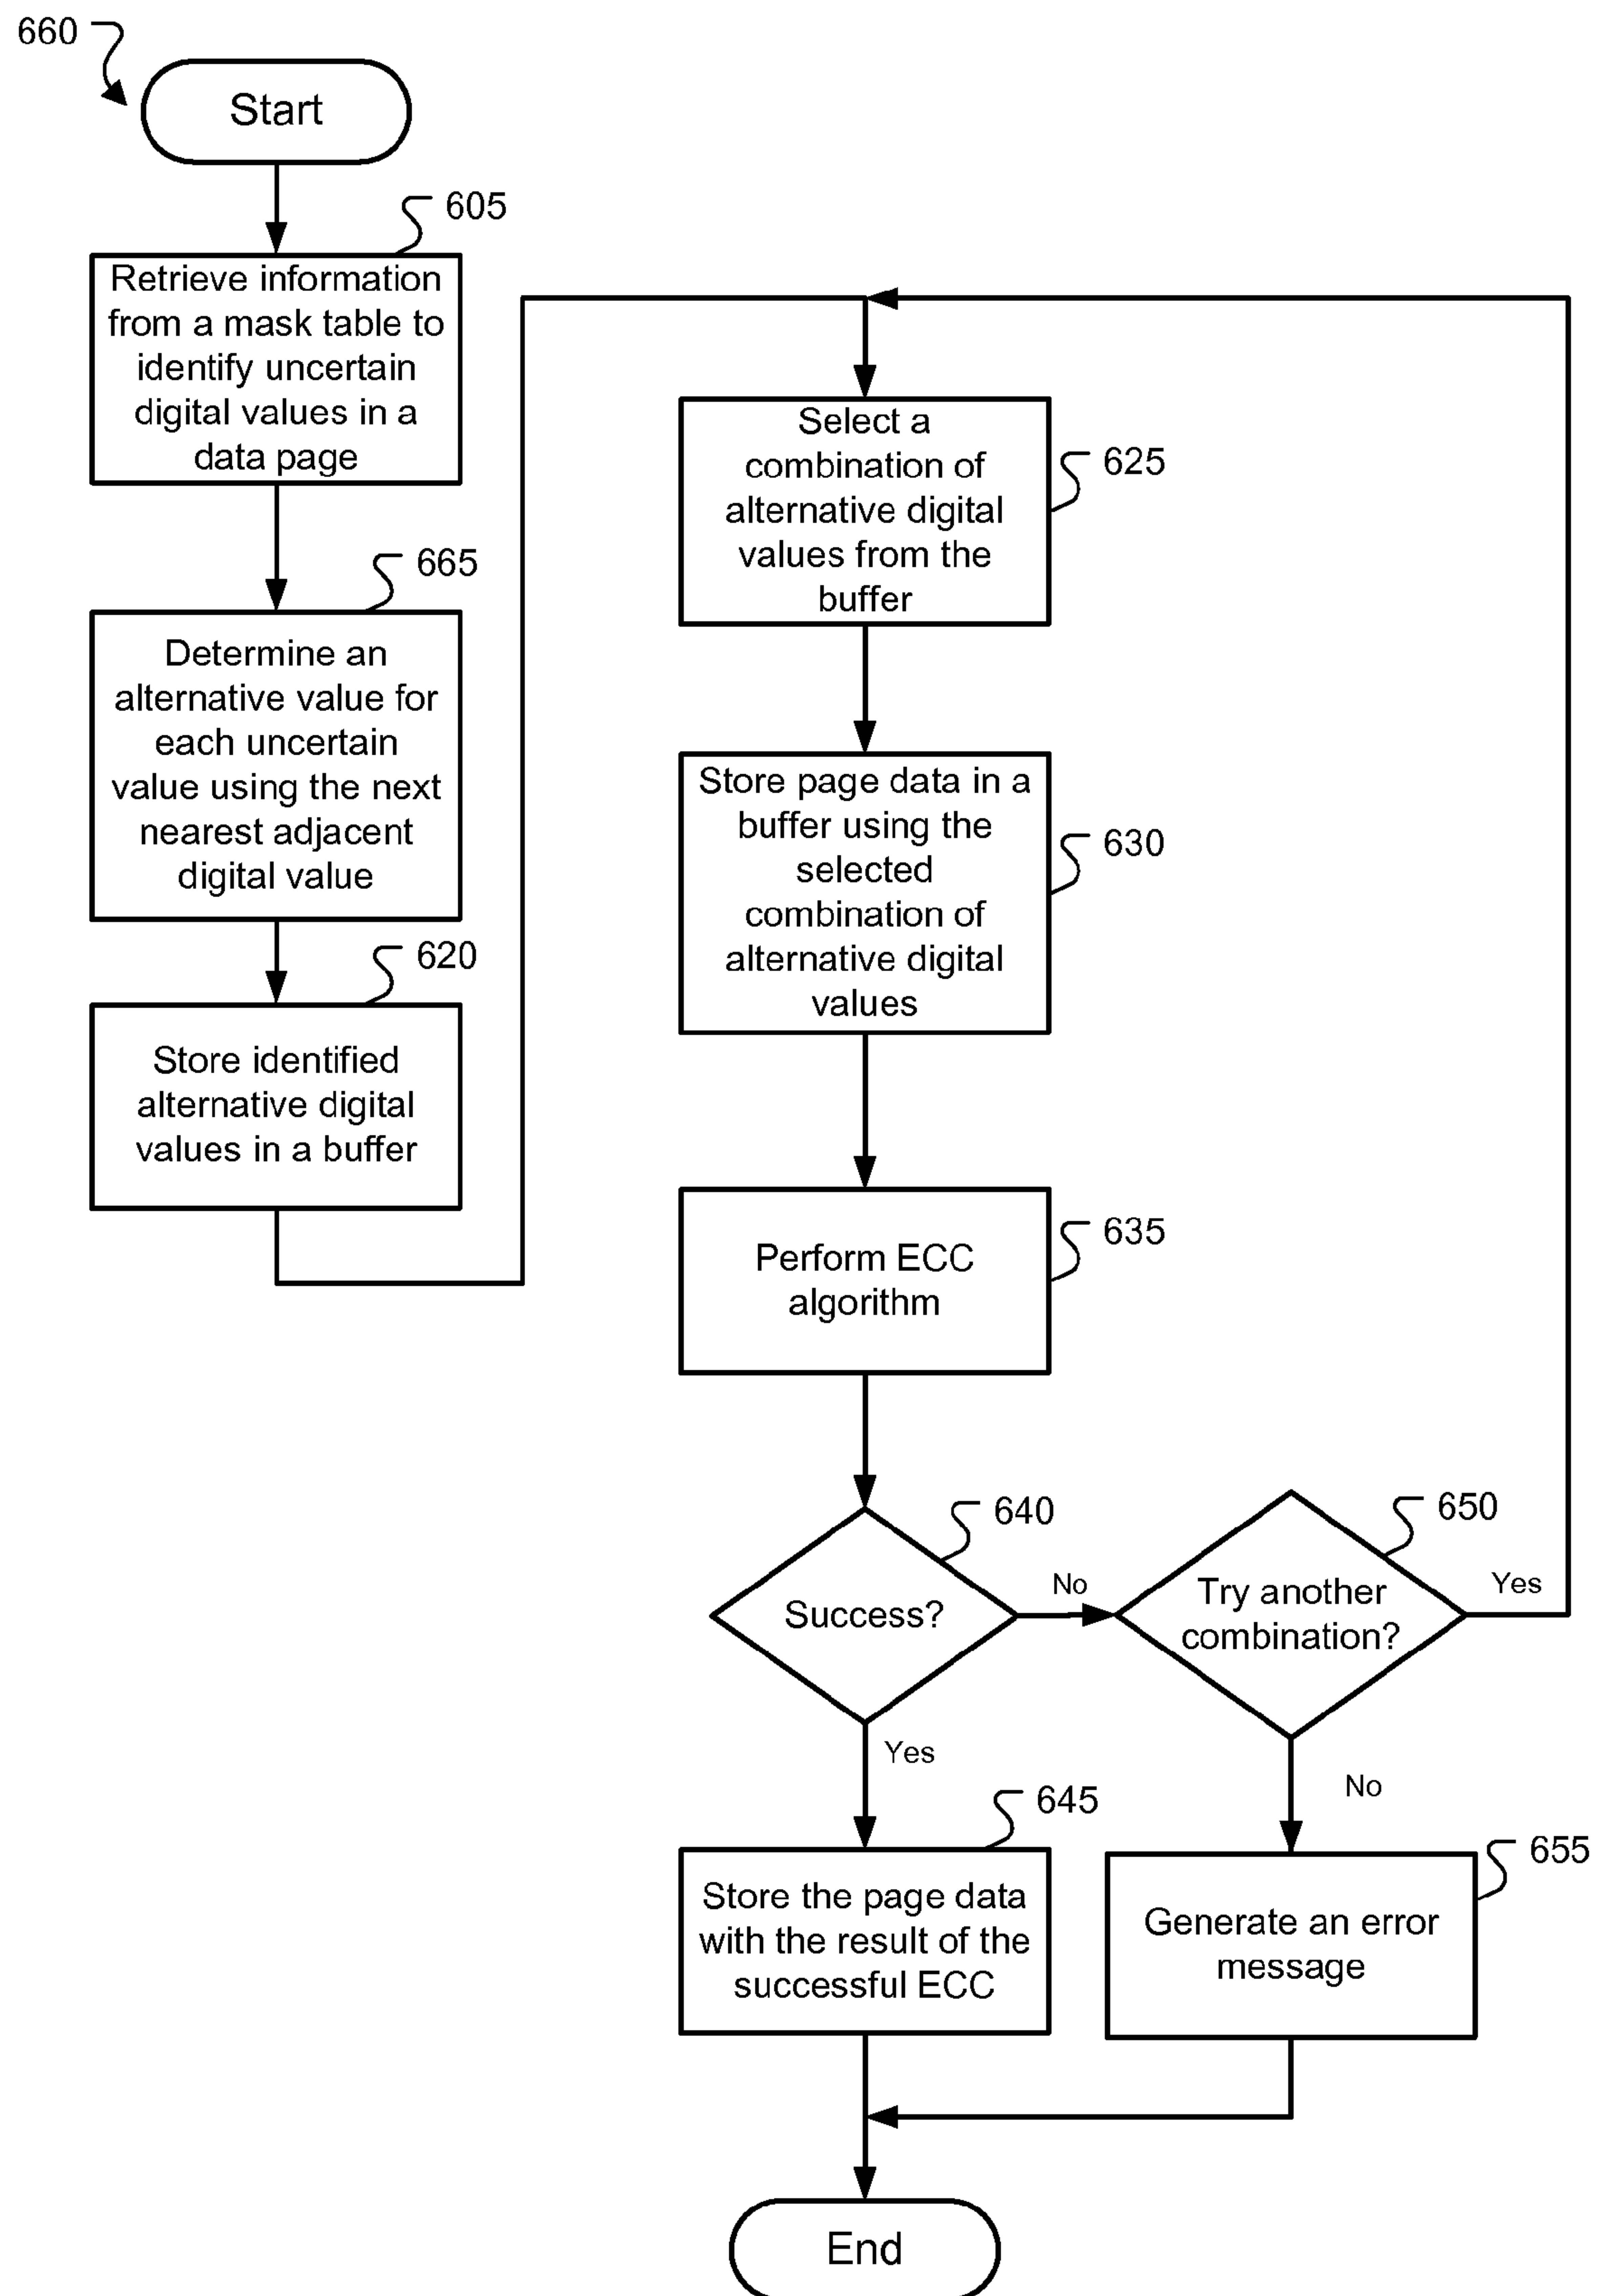 660
Start
605
Retrieve information
from a mask table to
identify uncertain
digital values in a
data page
665
Determine an
alternative value for
each uncertain
value using the next
nearest adjacent
digital value
620
Store identified
alternative digital
values in a buffer
Select a
combination of
alternative digital
values from the
buffer
625
Store page data in a
buffer using the
selected
combination of
alternative digital
values
630
Perform ECC
algorithm
635
640
Success?
No
Yes
650
Try another
combination?
Yes
No
645
Store the page data
with the result of the
successful ECC
655
Generate an error
message
End